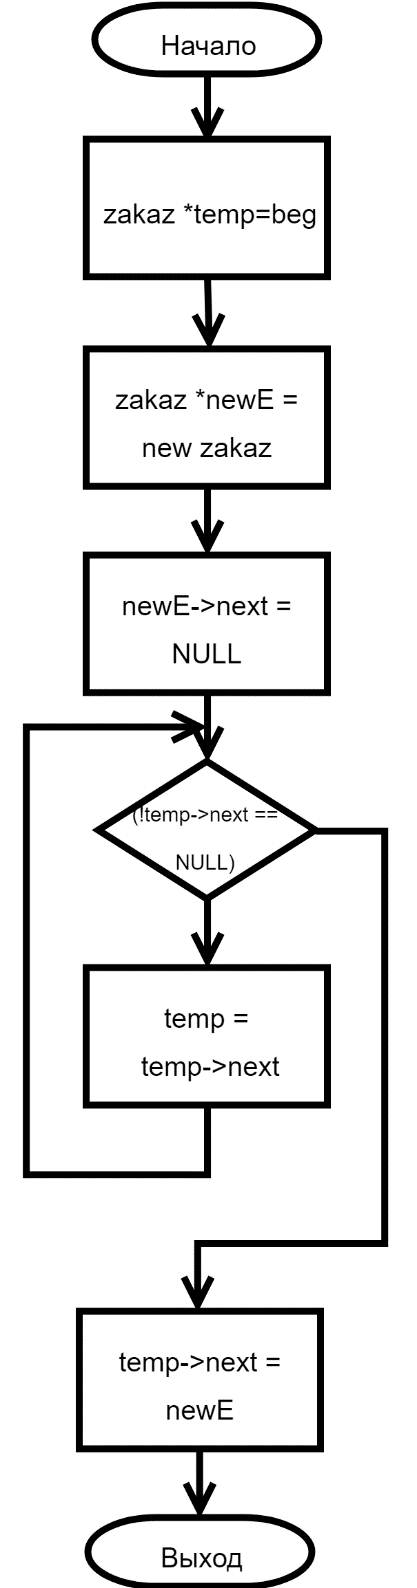 Начало
zakaz *temp=beg
zakaz *newE =
new zakaz
newE->next =
NULL
(!temp->next ==
NULL)
temp =
temp->next
temp->next =
newE
Выход